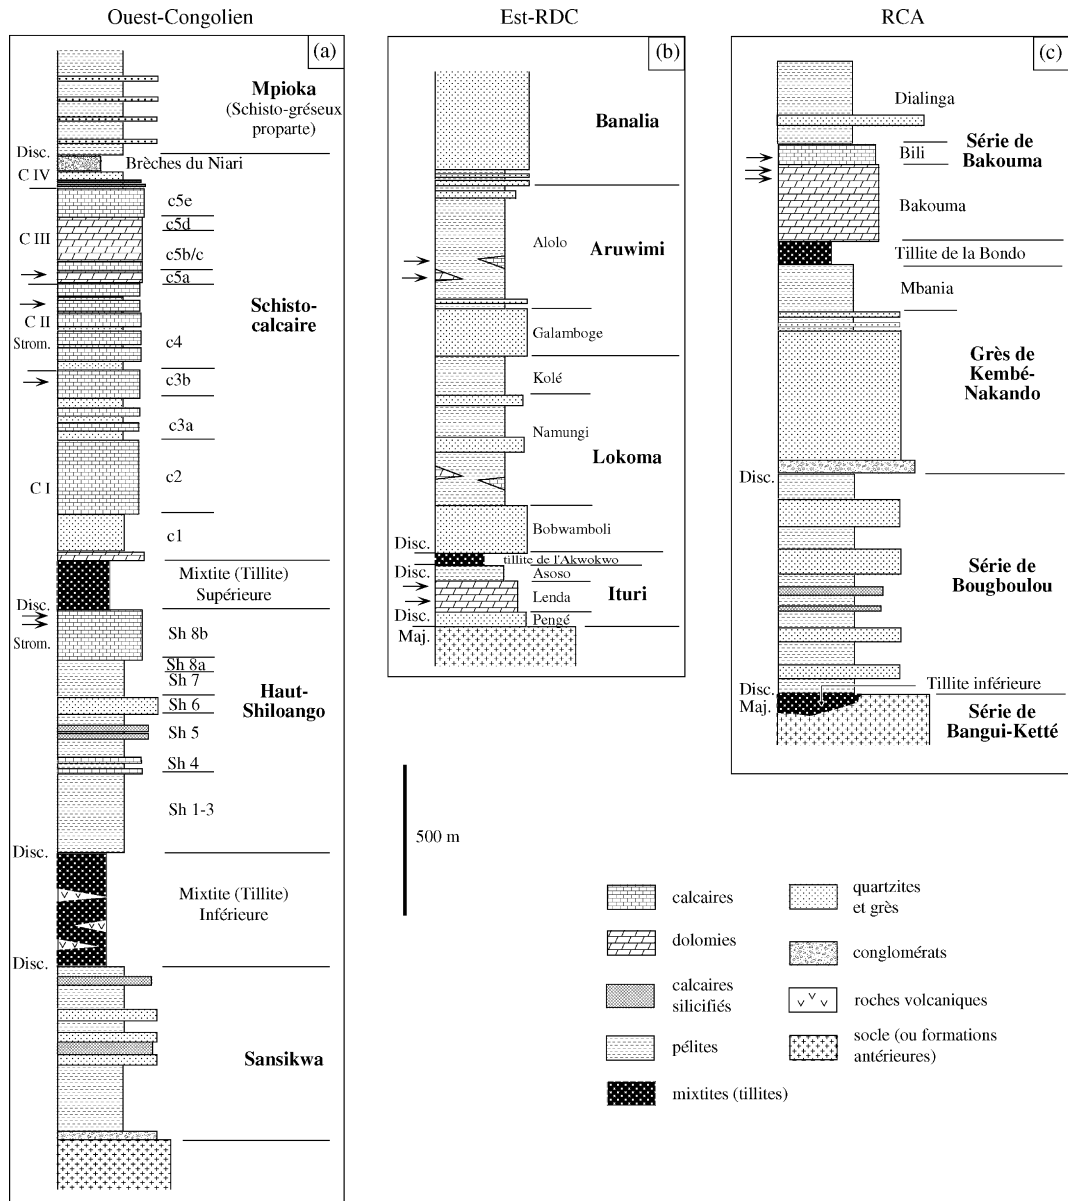 Ouest-Congolien
(a)
Mpioka
(Schisto-gréseux
proparte)
Disc.
Brèches du Niari
C IV
c5e
c5d
C III
c5b/c
c5a
Schisto-
calcaire
C II
Strom.
c4
c3b
c3a
c2
C I
c1
Mixtite (Tillite)
Supérieure
Disc.
Strom.
Sh 8b
Sh 8a
Sh 7
Haut-
Shiloango
Sh 6
Sh 5
Sh 4
Sh 1-3
Disc.
Mixtite (Tillite)
Inférieure
Disc.
Sansikwa
Est-RDC
(b)
Banalia
Alolo
Aruwimi
Galamboge
Kolé
Namungi
Lokoma
Bobwamboli
Disc.
tillite de l'Akwokwo
Disc.
Asoso
Lenda
Ituri
Disc.
Pengé
Maj.
RCA
(c)
Dialinga
Série de
Bakouma
Bili
Bakouma
Tillite de la Bondo
Mbania
Grès de
Kembé-
Nakando
Disc.
Série de
Bougboulou
Tillite inférieure
Disc.
Maj.
Série de
Bangui-Ketté
500 m
calcaires
dolomies
calcaires
silicifiés
pélites
mixtites (tillites)
quartzites
et grès
conglomérats
roches volcaniques
socle (ou formations
antérieures)